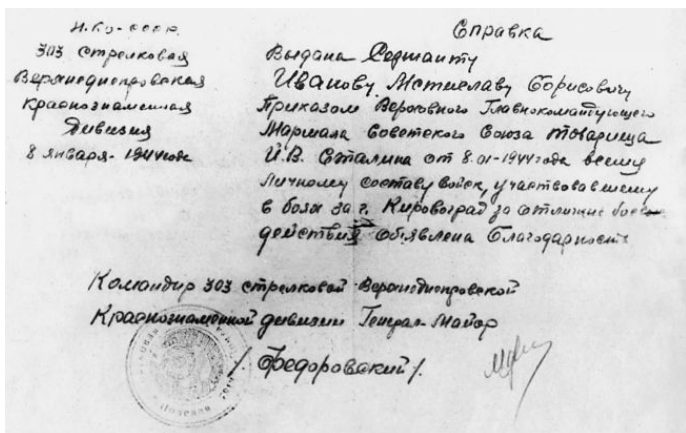 Н.К.О - СССР.
303 стрелковая
Верхнеднепровская
Краснознаменная
Дивизия
8 января - 1944 года
Справка
Выдана Сержанту
Иванову, Мстиславу Борисовичу
Приказом Верховного Главнокомандующего
Маршала Советского Союза товарища
И.В. Сталина от 8.01-1944 года всему
личному составу войск, участвовавшему
в боях за г. Кировоград за отличные
действия объявлена благодарность
Командир 303 стрелковой Верхнеднепровской
Краснознаменной дивизии Генерал-Майор
/ Федоровский /.